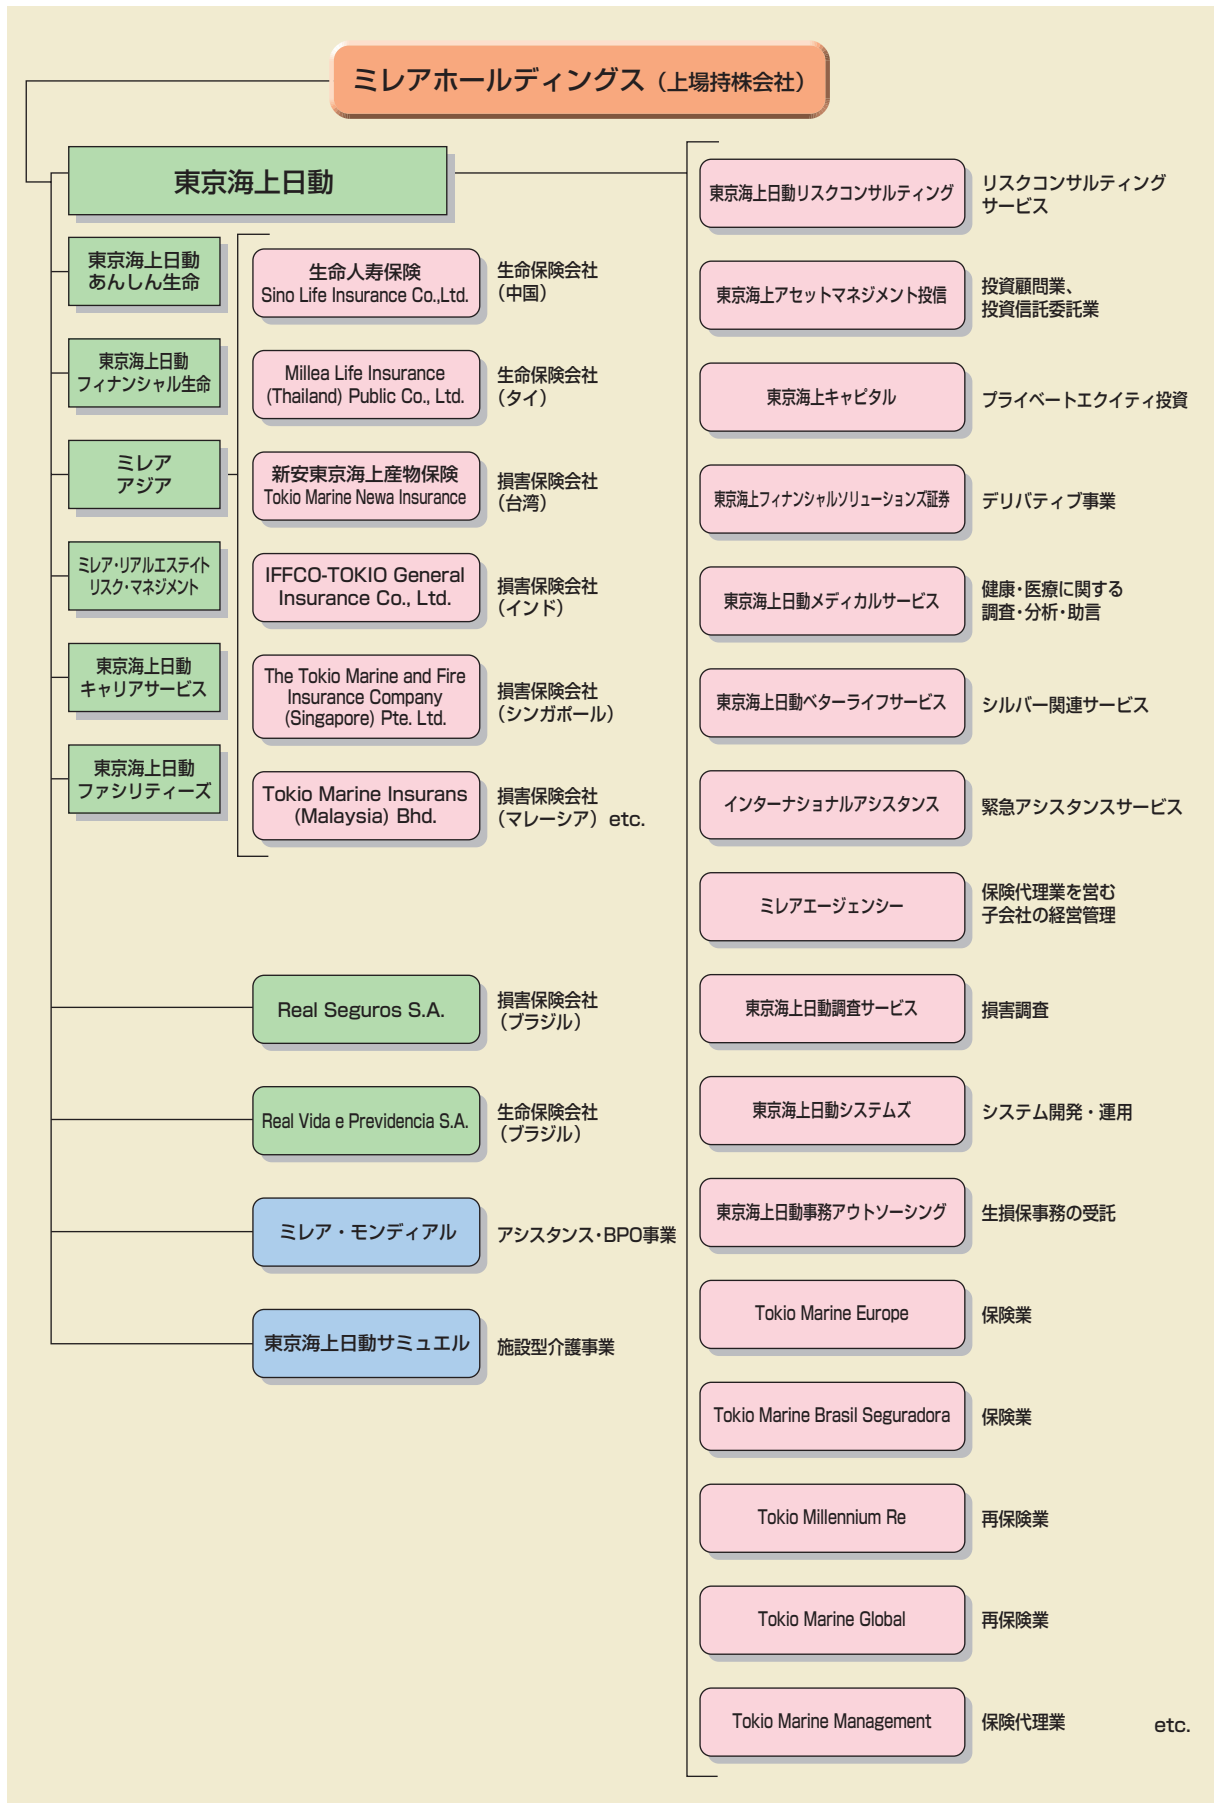 ミレアホールディングス（上場持株会社）
東京海上日動
東京海上日動
あんしん生命
東京海上日動
フィナンシャル生命
ミレア
アジア
ミレア・リアルエステイト
リスク・マネジメント
東京海上日動
キャリアサービス
東京海上日動
ファシリティーズ
生命人寿保険
Sino Life Insurance Co.,Ltd.
生命保険会社
（中国）
Millea Life Insurance
(Thailand) Public Co., Ltd.
生命保険会社
（タイ）
新安東京海上産物保険
Tokio Marine Newa Insurance
損害保険会社
（台湾）
IFFCO-TOKIO General
Insurance Co., Ltd.
損害保険会社
（インド）
The Tokio Marine and Fire
Insurance Company
(Singapore) Pte. Ltd.
損害保険会社
（シンガポール）
Tokio Marine Insurans
(Malaysia) Bhd.
損害保険会社
（マレーシア）etc.
Real Seguros S.A.
損害保険会社
（ブラジル）
Real Vida e Previdencia S.A.
生命保険会社
（ブラジル）
ミレア・モンディアル
アシスタンス・BPO事業
東京海上日動サミュエル
施設型介護事業
東京海上日動リスクコンサルティング
リスクコンサルティング
サービス
東京海上アセットマネジメント投信
投資顧問業、
投資信託委託業
東京海上キャピタル
プライベートエクイティ投資
東京海上フィナンシャルソリューションズ証券
デリバティブ事業
東京海上日動メディカルサービス
健康・医療に関する
調査・分析・助言
東京海上日動ベターライフサービス
シルバー関連サービス
インターナショナルアシスタンス
緊急アシスタンスサービス
ミレアエージェンシー
保険代理業を営む
子会社の経営管理
東京海上日動調査サービス
損害調査
東京海上日動システムズ
システム開発・運用
東京海上日動事務アウトソーシング
生損保事務の受託
Tokio Marine Europe
保険業
Tokio Marine Brasil Seguradora
保険業
Tokio Millennium Re
再保険業
Tokio Marine Global
再保険業
Tokio Marine Management
保険代理業
etc.